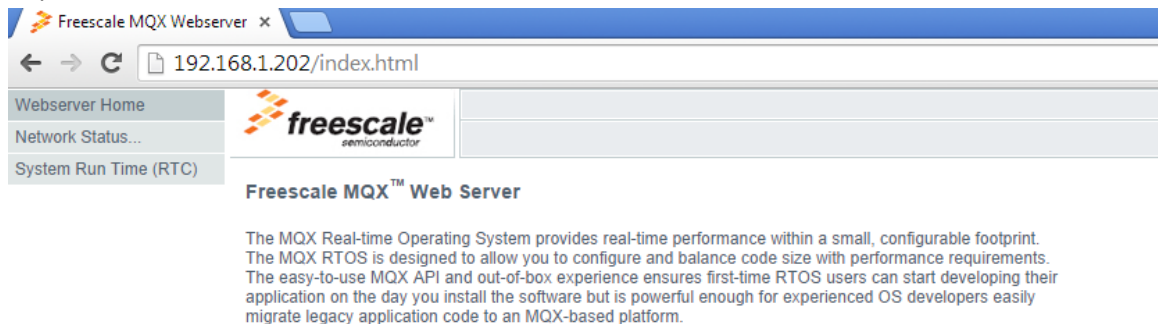 Freescale MQX Webserver ×
192.168.1.202/index.html
Webserver Home
Network Status...
System Run Time (RTC)
freescale™
semiconductor
Freescale MQX™ Web Server
The MQX Real-time Operating System provides real-time performance within a small, configurable footprint.
The MQX RTOS is designed to allow you to configure and balance code size with performance requirements.
The easy-to-use MQX API and out-of-box experience ensures first-time RTOS users can start developing their
application on the day you install the software but is powerful enough for experienced OS developers easily
migrate legacy application code to an MQX-based platform.